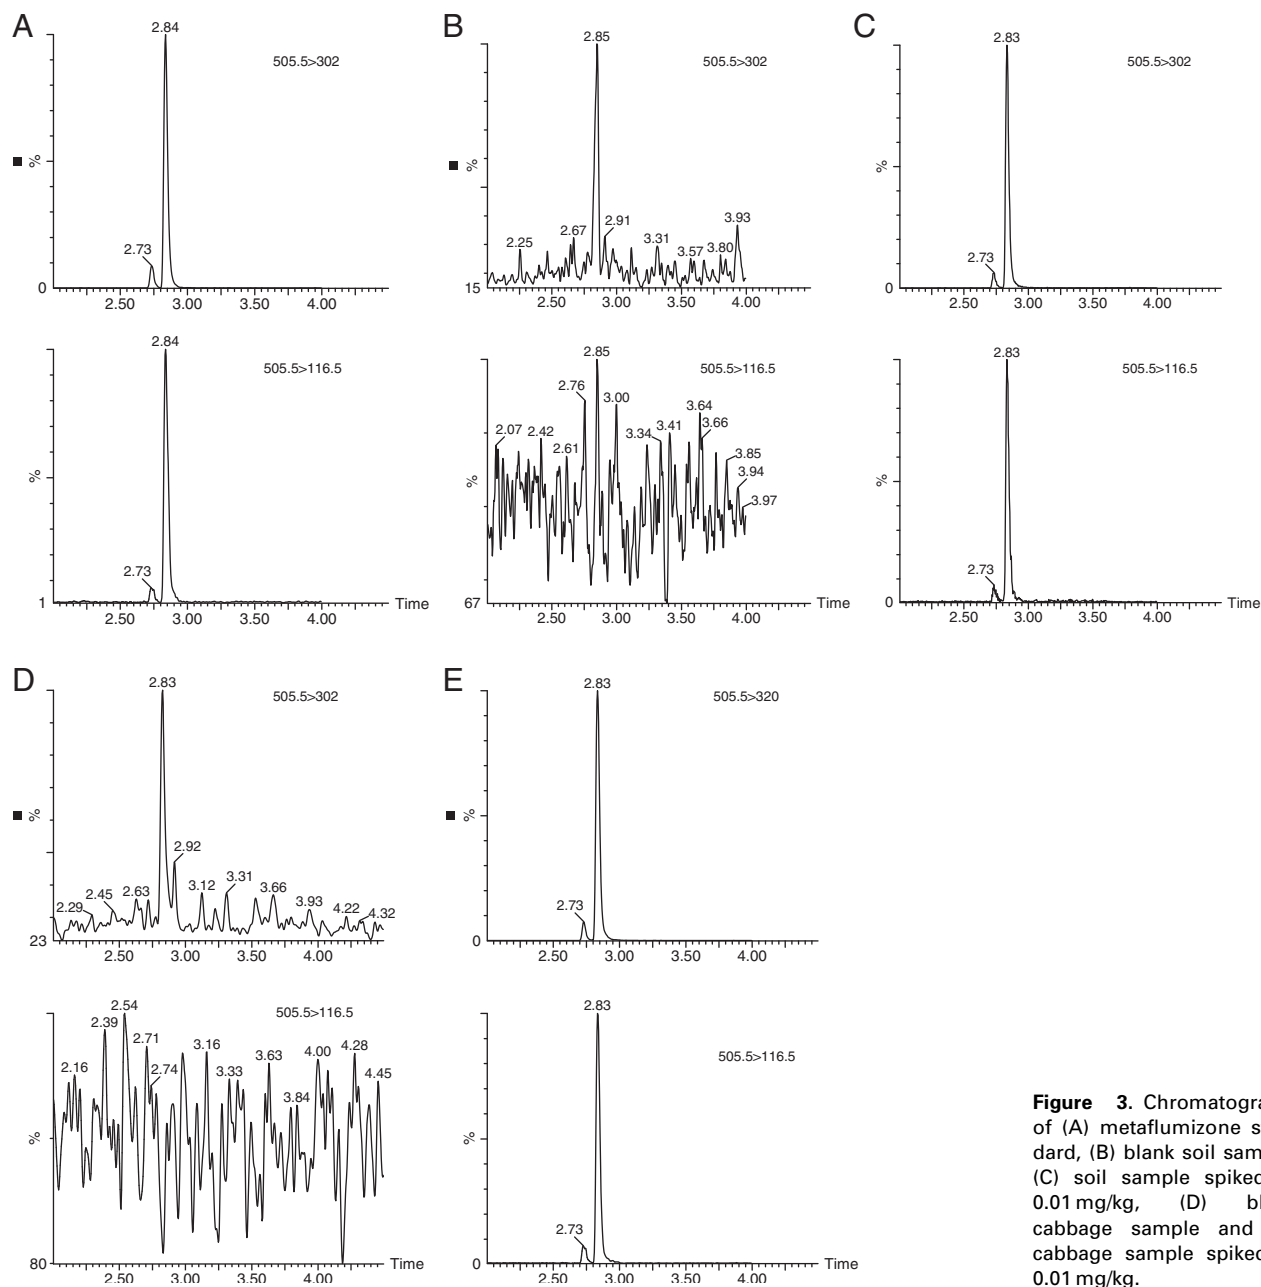 A
2.84
505.5>302
%
2.73
0
2.50 3.00 3.50 4.00
2.84
505.5>116.5
%
2.73
1
Time
2.50 3.00 3.50 4.00
B
2.85
505.5>302
%
2.25 2.67 2.91 3.31 3.57 3.80 3.93
15
2.50 3.00 3.50 4.00
2.85
505.5>116.5
2.76
3.00
3.64
3.66
2.07 2.42 2.61 3.34 3.41
3.85
3.94
3.97
%
67
Time
2.50 3.00 3.50 4.00
C
2.83
505.5>302
%
2.73
0
2.50 3.00 3.50 4.00
2.83
505.5>116.5
%
2.73
0
Time
2.50 3.00 3.50 4.00
D
2.83
505.5>302
%
2.92
2.29 2.45 2.63 3.12 3.31 3.66 3.93 4.22 4.32
23
2.50 3.00 3.50 4.00
2.54
505.5>116.5
2.39
2.71
2.16 2.74 3.16 3.33 3.63 3.84 4.00 4.28 4.45
%
80
Time
2.50 3.00 3.50 4.00
E
2.83
505.5>320
%
2.73
0
2.50 3.00 3.50 4.00
2.83
505.5>116.5
%
2.73
0
Time
2.50 3.00 3.50 4.00
Figure 3. Chromatogra
of (A) metaflumizone s
dard, (B) blank soil sam
(C) soil sample spiked
0.01 mg/kg, (D) bl
cabbage sample and
cabbage sample spiked
0.01 mg/kg.